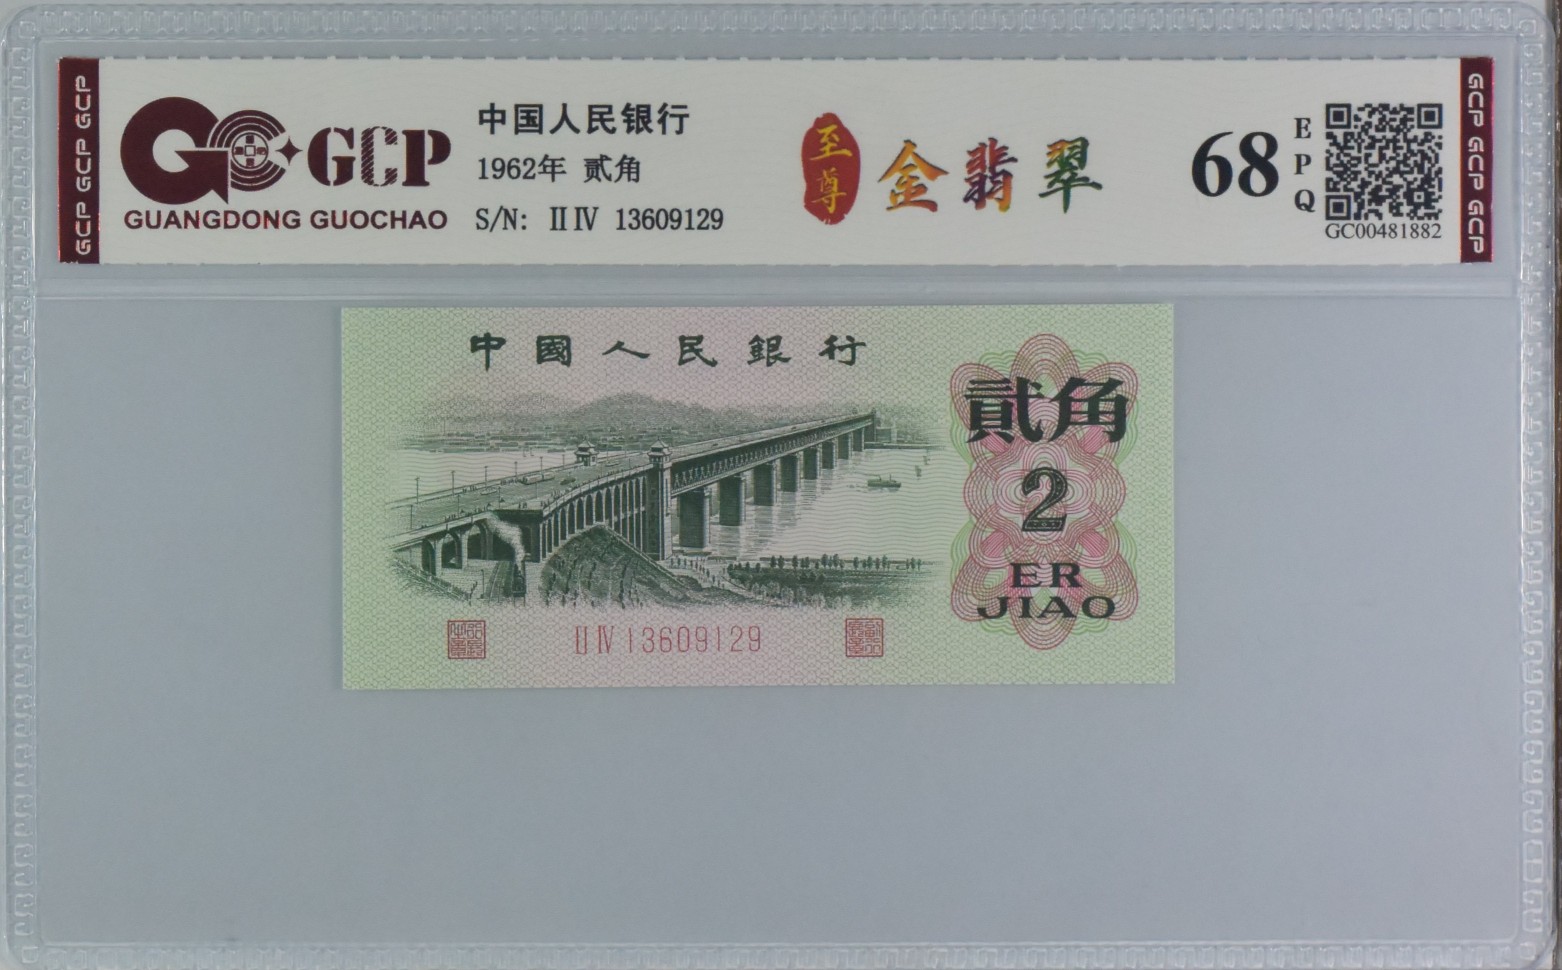 GCP GCP GCP
GCP
GUANGDONG GUOCHAO
中国人民银行
1962年 贰角
S/N: ⅡⅣ 13609129
至尊
金翡翠
68
EPQ
GC00481882
GCP GCP GCP
中國人民銀行
貳角
2
ER
JIAO
ⅡⅣ13609129